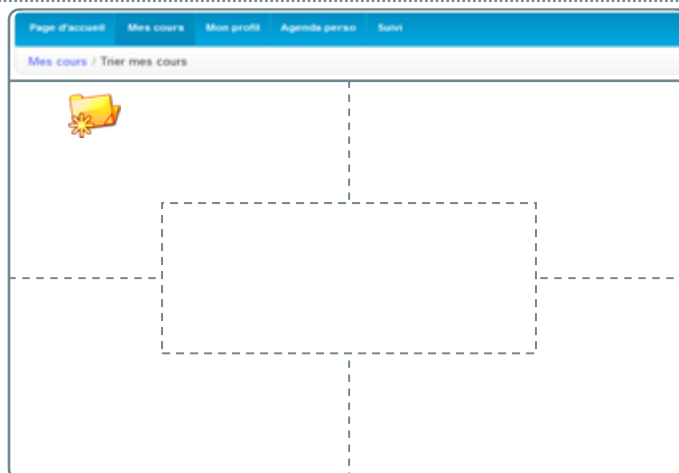 Page d'accueil Mes cours Mon profil Agenda perso Suivi
Mes cours / Trier mes cours